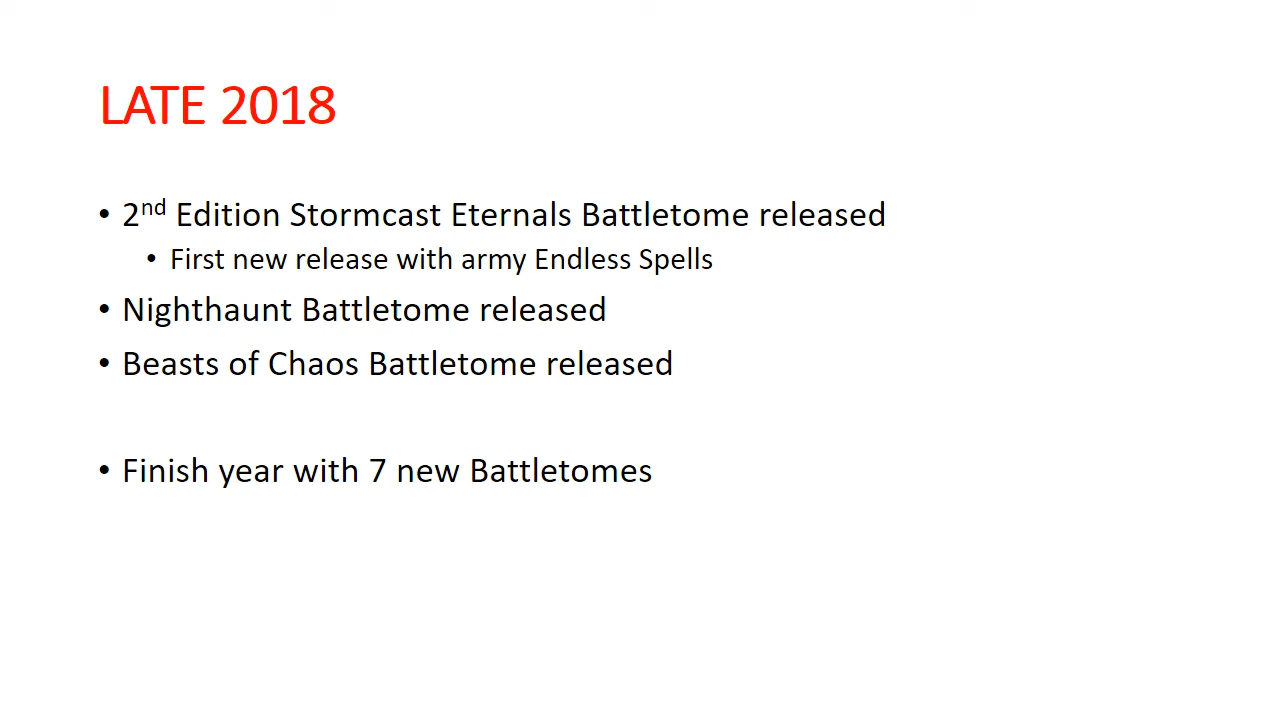 LATE 2018
• 2nd Edition Stormcast Eternals Battletome released
• First new release with army Endless Spells
• Nighthaunt Battletome released
• Beasts of Chaos Battletome released
• Finish year with 7 new Battletomes